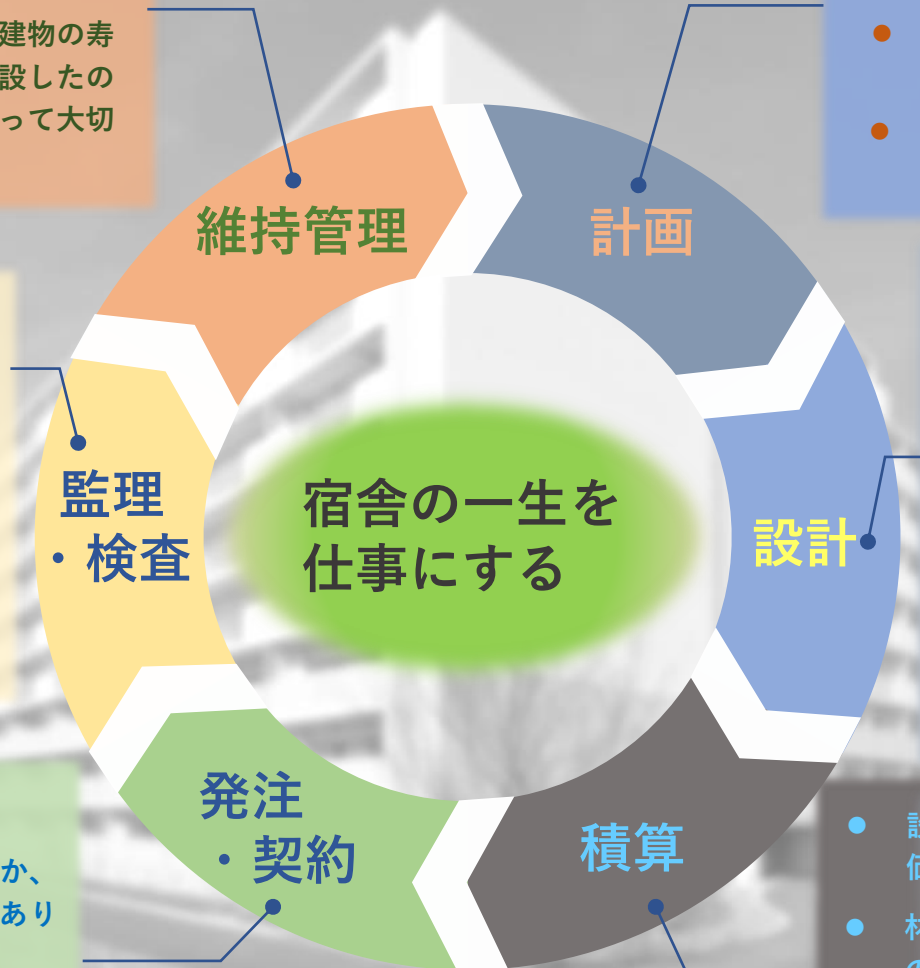 建物の寿
設したの
って大切
維持管理
計画
監理
・検査
宿舎の一生を
仕事にする
設計
発注
・契約
積算
か、
あり